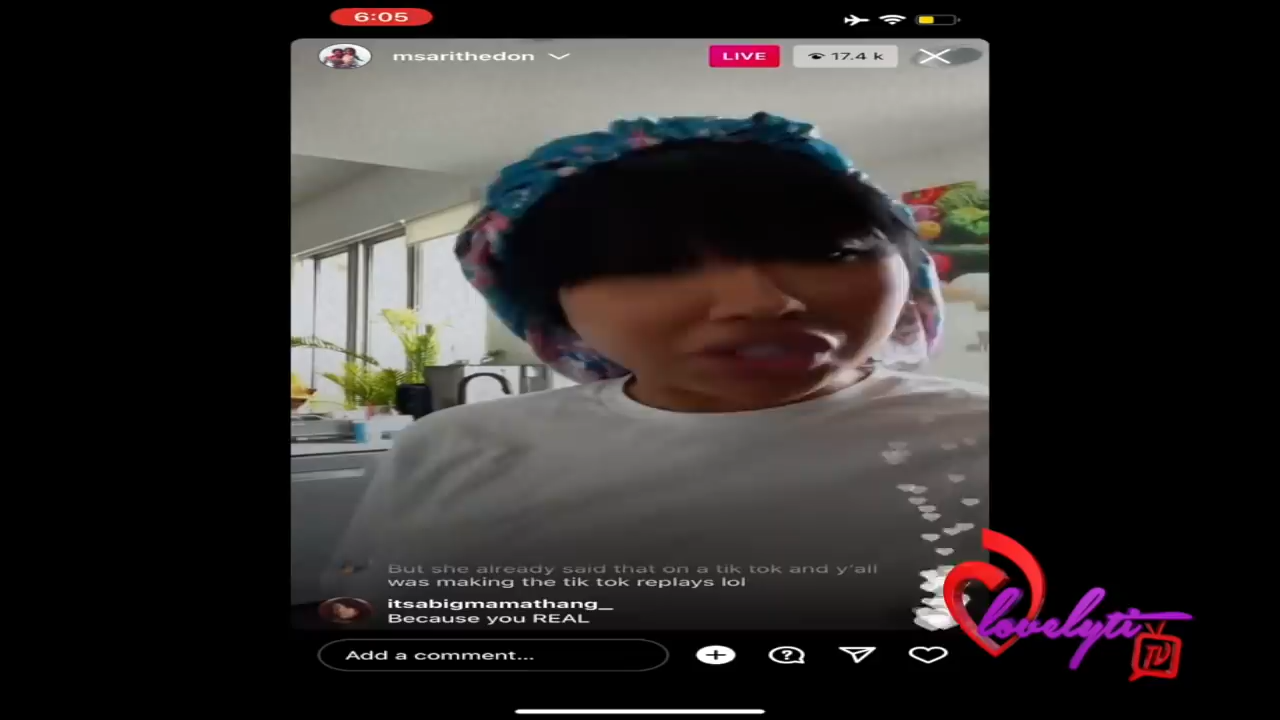 6:05
msarithedon
LIVE
17.4 k
But she already said that on a tik tok and y'all
was making the tik tok replays lol
itsabigmamathang_
Because you REAL
Add a comment...
lovelyti
TV